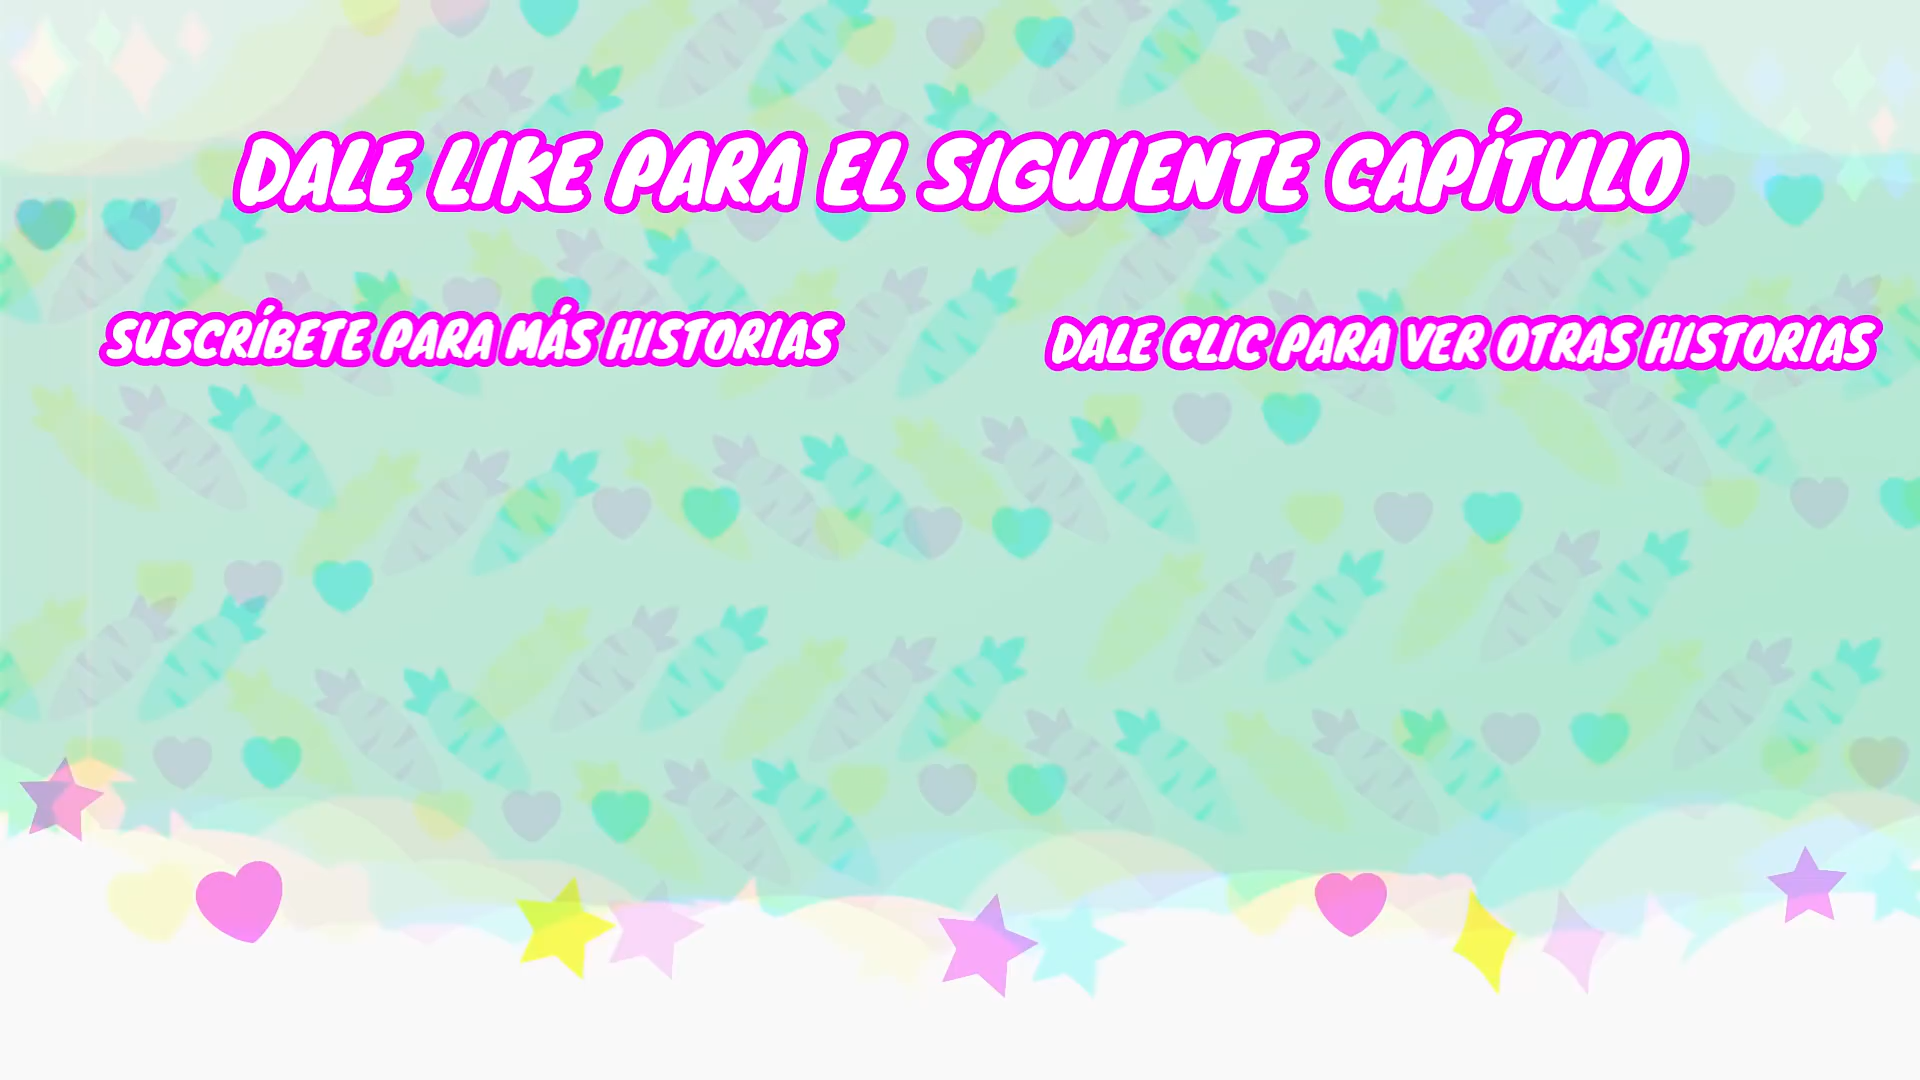 DALE LIKE PARA EL SIGUIENTE CAPÍTULO
SUSCRÍBETE PARA MÁS HISTORIAS
DALE CLIC PARA VER OTRAS HISTORIAS